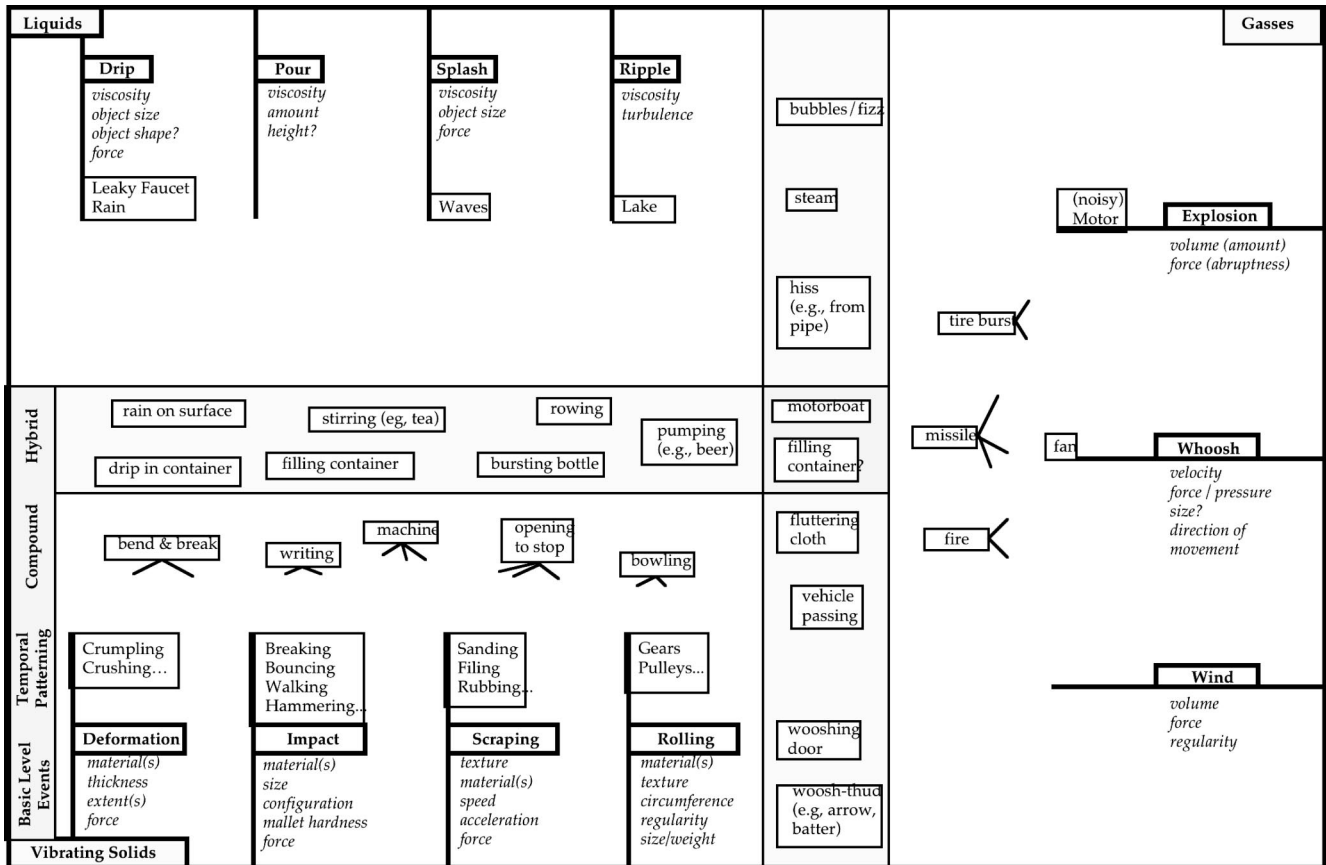 Liquids
Gasses
Drip
viscosity
object size
object shape?
force
Leaky Faucet
Rain
Pour
viscosity
amount
height?
Splash
viscosity
object size
force
Waves
Ripple
viscosity
turbulence
Lake
bubbles/fizz
steam
hiss
(e.g., from
pipe)
(noisy)
Motor
Explosion
volume (amount)
force (abruptness)
tire burst
Hybrid
rain on surface
stirring (eg, tea)
rowing
pumping
(e.g., beer)
drip in container
filling container
bursting bottle
motorboat
filling
container?
missile
fan
Whoosh
velocity
force / pressure
size?
direction of
movement
Compound
bend & break
writing
machine
opening
to stop
bowling
fluttering
cloth
fire
vehicle
passing
Temporal
Patterning
Crumpling
Crushing...
Breaking
Bouncing
Walking
Hammering...
Sanding
Filing
Rubbing...
Gears
Pulleys...
Wind
volume
force
regularity
Basic Level
Events
Deformation
material(s)
thickness
extent(s)
force
Impact
material(s)
size
configuration
mallet hardness
force
Scraping
texture
material(s)
speed
acceleration
force
Rolling
material(s)
texture
circumference
regularity
size/weight
wooshing
door
woosh-thud
(e.g, arrow,
batter)
Vibrating Solids